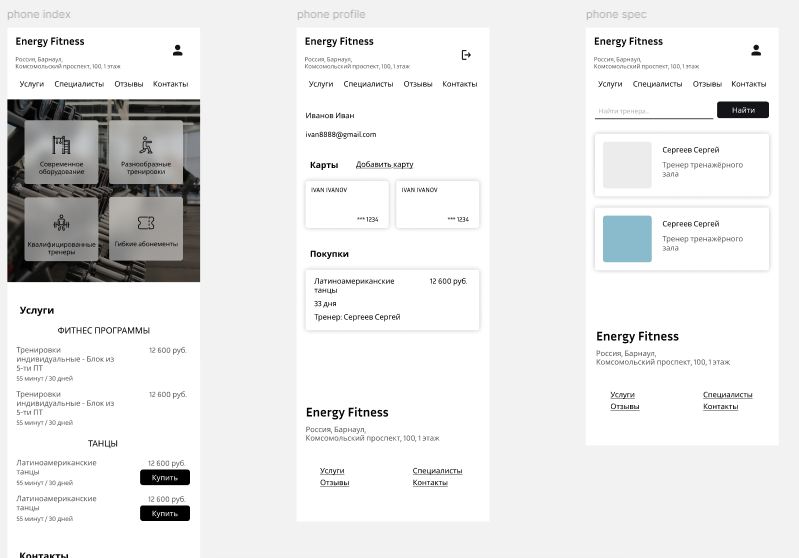 phone index
Energy Fitness
Россия, Барнаул,
Комсомольский проспект, 100, 1 этаж
Услуги Специалисты Отзывы Контакты
Современное
оборудование
Разнообразные
тренировки
Квалифицированные
тренеры
Гибкие абонементы
Услуги
ФИТНЕС ПРОГРАММЫ
Тренировки 12 600 руб.
индивидуальные - Блок из
5-ти ПТ
55 минут / 30 дней
Тренировки 12 600 руб.
индивидуальные - Блок из
5-ти ПТ
55 минут / 30 дней
ТАНЦЫ
Латиноамериканские 12 600 руб.
танцы
55 минут / 30 дней
Купить
Латиноамериканские 12 600 руб.
танцы
55 минут / 30 дней
Купить
Контакты
phone profile
Energy Fitness
Россия, Барнаул,
Комсомольский проспект, 100, 1 этаж
Услуги Специалисты Отзывы Контакты
Иванов Иван
ivan8888@gmail.com
Карты Добавить карту
IVAN IVANOV
*** 1234
IVAN IVANOV
*** 1234
Покупки
Латиноамериканские 12 600 руб.
танцы
33 дня
Тренер: Сергеев Сергей
Energy Fitness
Россия, Барнаул,
Комсомольский проспект, 100, 1 этаж
Услуги Специалисты
Отзывы Контакты
phone spec
Energy Fitness
Россия, Барнаул,
Комсомольский проспект, 100, 1 этаж
Услуги Специалисты Отзывы Контакты
Найти тренера... Найти
Сергеев Сергей
Тренер тренажёрного
зала
Сергеев Сергей
Тренер тренажёрного
зала
Energy Fitness
Россия, Барнаул,
Комсомольский проспект, 100, 1 этаж
Услуги Специалисты
Отзывы Контакты